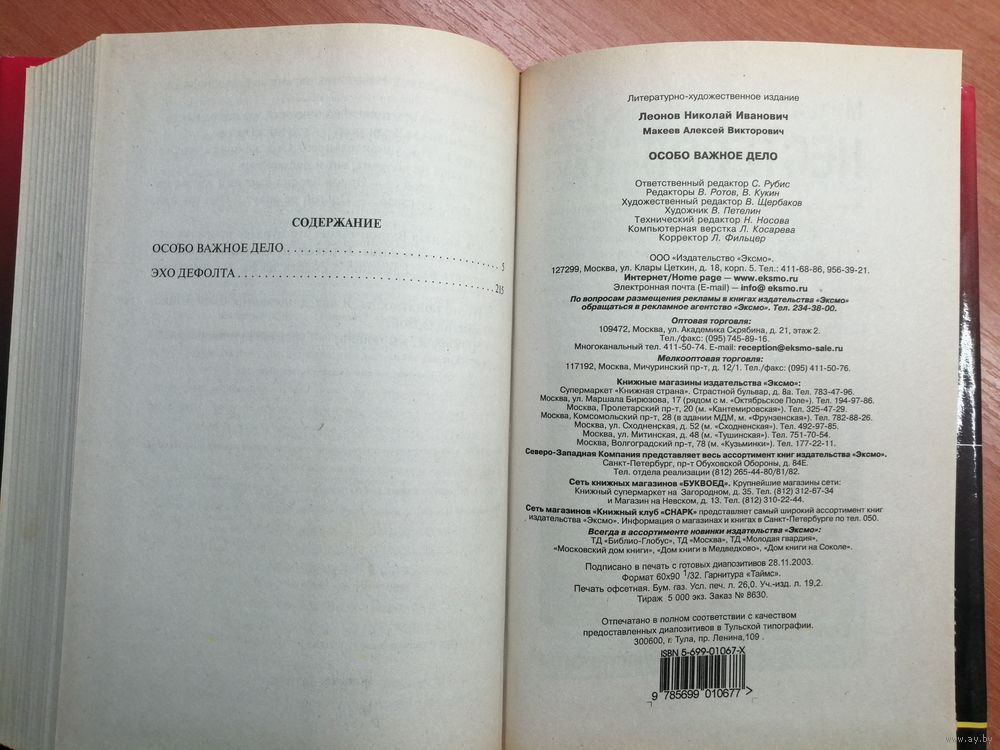 СОДЕРЖАНИЕ
ОСОБО ВАЖНОЕ ДЕЛО . . . . . . . . . . . . . . . . . . . . . . . . . . . . 5
ЭХО ДЕФОЛТА . . . . . . . . . . . . . . . . . . . . . . . . . . . . . . . . . 215
Литературно-художественное издание
Леонов Николай Иванович
Макеев Алексей Викторович
ОСОБО ВАЖНОЕ ДЕЛО
Ответственный редактор С. Рубис
Редакторы В. Ротов, В. Кукин
Художественный редактор В. Щербаков
Художник В. Петелин
Технический редактор Н. Носова
Компьютерная верстка Л. Косарева
Корректор Л. Фильцер
ООО «Издательство «Эксмо».
127299, Москва, ул. Клары Цеткин, д. 18, корп. 5. Тел.: 411-68-86, 956-39-21.
Интернет/Home page — www.eksmo.ru
Электронная почта (E-mail) — info@ eksmo.ru
По вопросам размещения рекламы в книгах издательства «Эксмо»
обращаться в рекламное агентство «Эксмо». Тел. 234-38-00.
Оптовая торговля:
109472, Москва, ул. Академика Скрябина, д. 21, этаж 2.
Тел./факс: (095) 745-89-16.
Многоканальный тел. 411-50-74. E-mail: reception@eksmo-sale.ru
Мелкооптовая торговля:
117192, Москва, Мичуринский пр-т, д. 12/1. Тел./факс: (095) 411-50-76.
Книжные магазины издательства «Эксмо»:
Супермаркет «Книжная страна». Страстной бульвар, д. 8а. Тел. 783-47-96.
Москва, ул. Маршала Бирюзова, 17 (рядом с м. «Октябрьское Поле»). Тел. 194-97-86.
Москва, Пролетарский пр-т, 20 (м. «Кантемировская»). Тел. 325-47-29.
Москва, Комсомольский пр-т, 28 (в здании МДМ, м. «Фрунзенская»). Тел. 782-88-26.
Москва, ул. Сходненская, д. 52 (м. «Сходненская»). Тел. 492-97-85.
Москва, ул. Митинская, д. 48 (м. «Тушинская»). Тел. 751-70-54.
Москва, Волгоградский пр-т, 78 (м. «Кузьминки»). Тел. 177-22-11.
Северо-Западная Компания представляет весь ассортимент книг издательства «Эксмо».
Санкт-Петербург, пр-т Обуховской Обороны, д. 84Е.
Тел. отдела реализации (812) 265-44-80/81/82.
Сеть книжных магазинов «БУКВОЕД». Крупнейшие магазины сети:
Книжный супермаркет на Загородном, д. 35. Тел. (812) 312-67-34
и Магазин на Невском, д. 13. Тел. (812) 310-22-44.
Сеть магазинов «Книжный клуб «СНАРК» представляет самый широкий ассортимент книг
издательства «Эксмо». Информация о магазинах и книгах в Санкт-Петербурге по тел. 050.
Всегда в ассортименте новинки издательства «Эксмо»:
ТД «Библио-Глобус», ТД «Москва», ТД «Молодая гвардия»,
«Московский дом книги», «Дом книги в Медведково», «Дом книги на Соколе».
Подписано в печать с готовых диапозитивов 28.11.2003.
Формат 60x90 1/32. Гарнитура «Таймс».
Печать офсетная. Бум. газ. Усл. печ. л. 26,0. Уч.-изд. л. 19,2.
Тираж 5 000 экз. Заказ № 8630.
Отпечатано в полном соответствии с качеством
предоставленных диапозитивов в Тульской типографии.
300600, г. Тула, пр. Ленина,109 .
ISBN 5-699-01067-X
9 785699 010677 >
www.ay.by